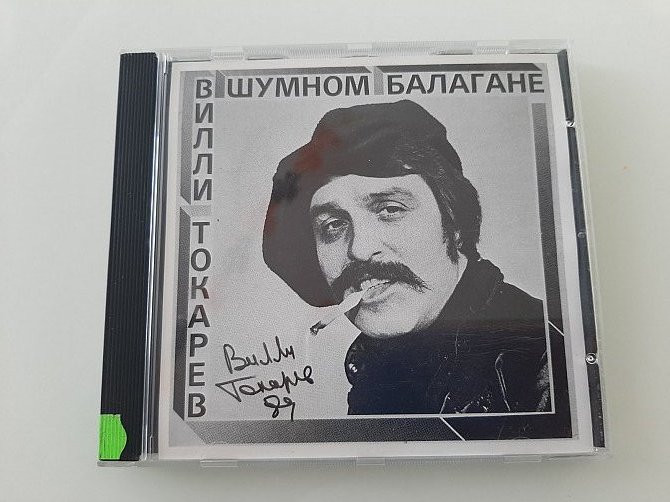 В ШУМНОМ БАЛАГАНЕ
ВИЛЛИ ТОКАРЕВ
Вилли
Токарев
89